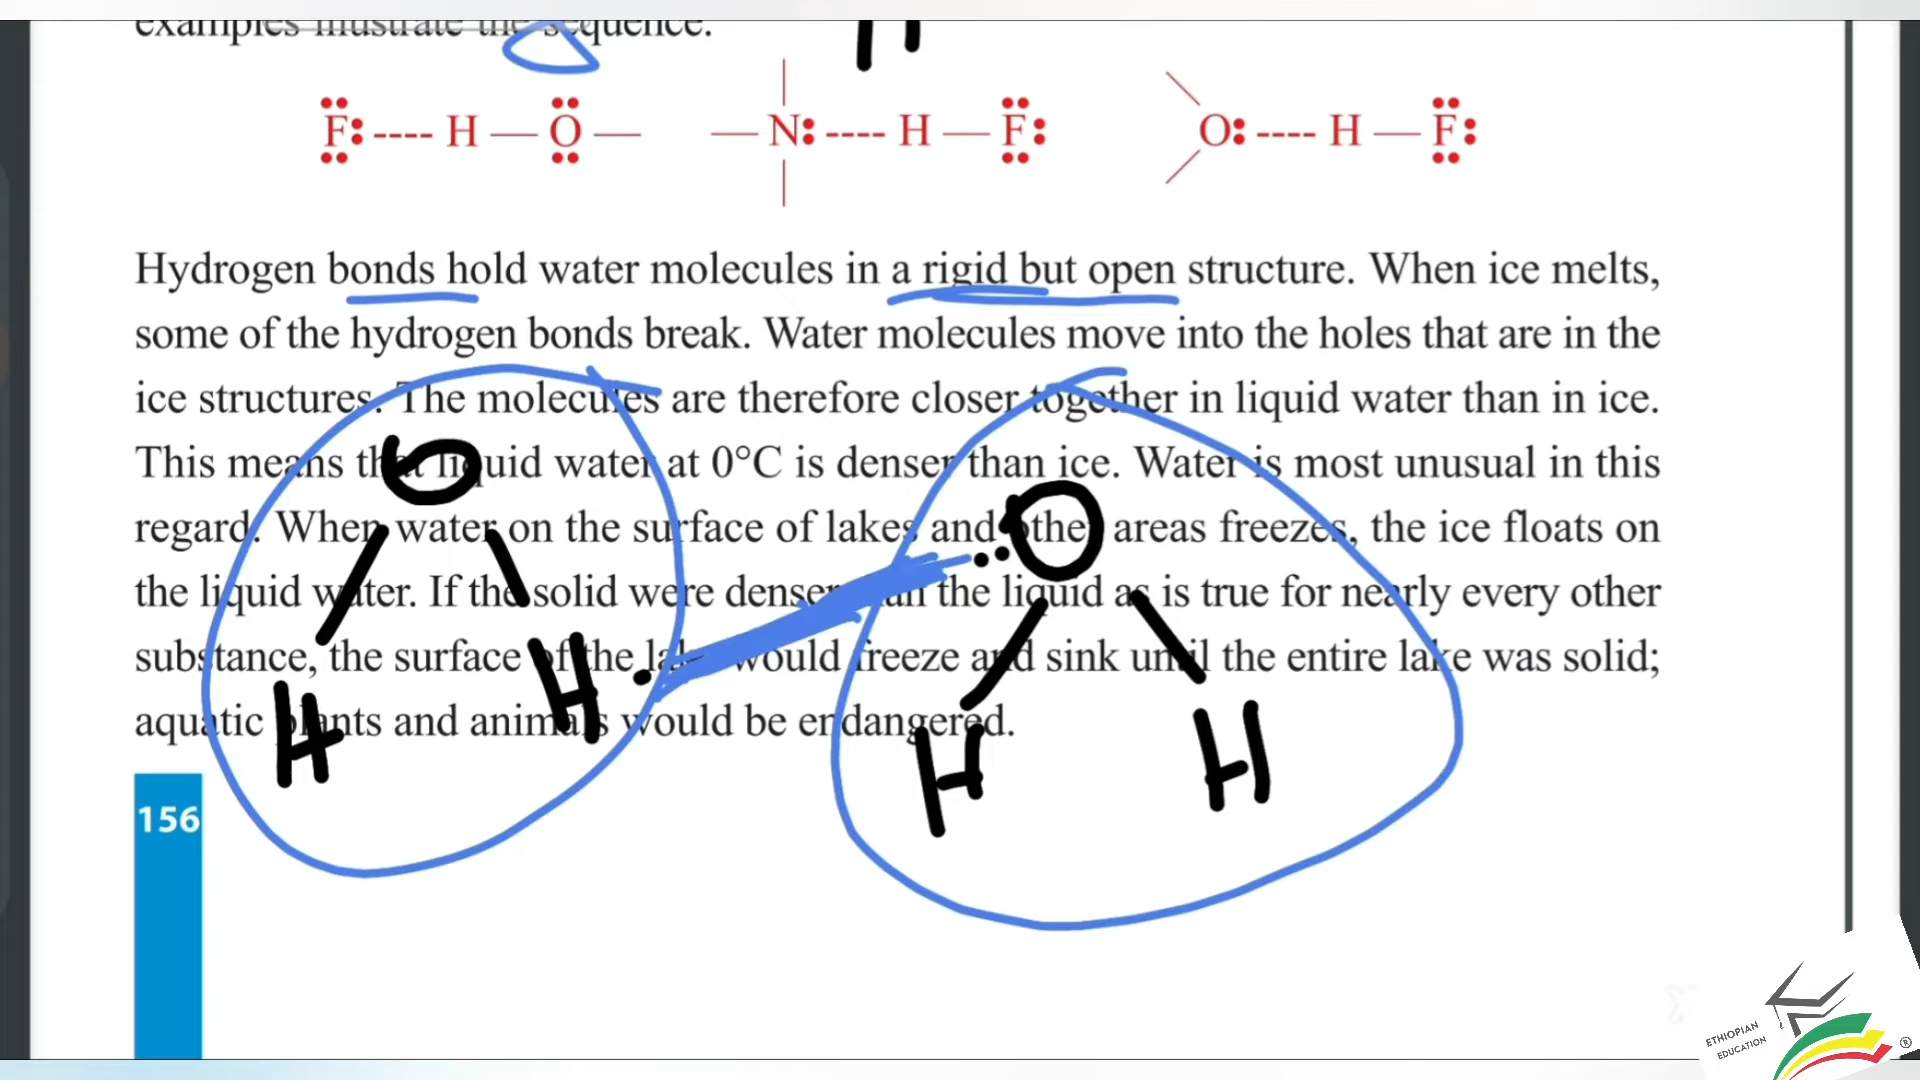 examples illustrate the sequence.
F: ---- H — O — — N: ---- H — F: O: ---- H — F:
Hydrogen bonds hold water molecules in a rigid but open structure. When ice melts,
some of the hydrogen bonds break. Water molecules move into the holes that are in the
ice structures. The molecules are therefore closer together in liquid water than in ice.
This means that liquid water at 0°C is denser than ice. Water is most unusual in this
regard. When water on the surface of lakes and other areas freezes, the ice floats on
the liquid water. If the solid were denser than the liquid as is true for nearly every other
substance, the surface of the lake would freeze and sink until the entire lake was solid;
aquatic plants and animals would be endangered.
O
O
H
H
H
H
156
ETHIOPIAN
EDUCATION
®